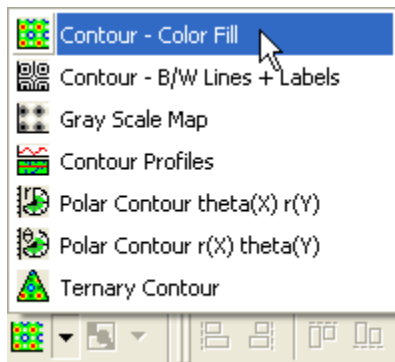 Contour - Color Fill
Contour - B/W Lines + Labels
Gray Scale Map
Contour Profiles
Polar Contour theta(X) r(Y)
Polar Contour r(X) theta(Y)
Ternary Contour